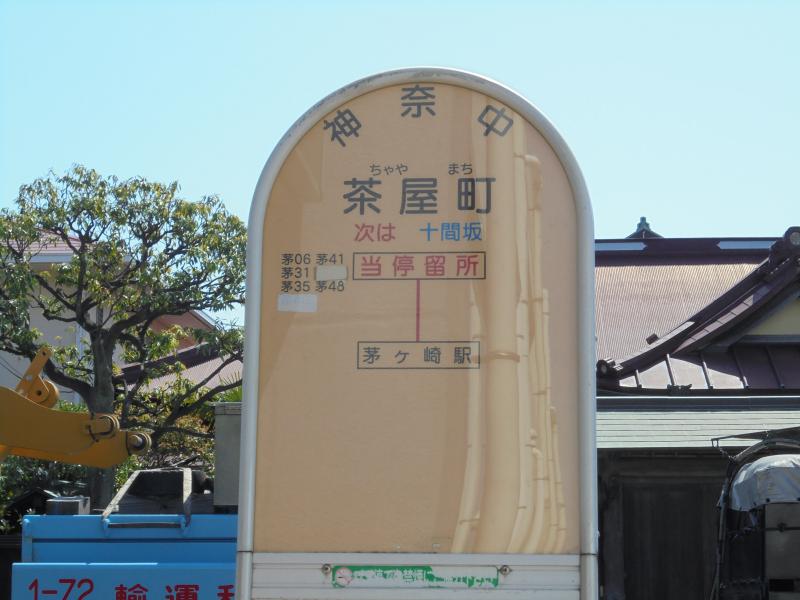 神奈中
ちゃや まち
茶屋町
次は 十間坂
茅06 茅41
茅31
茅35 茅48
当停留所
茅ヶ崎駅
1-72 輸運